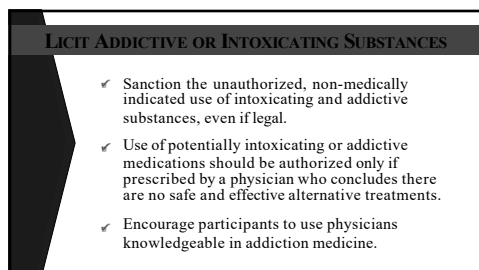 LICIT ADDICTIVE OR INTOXICATING SUBSTANCES
Sanction the unauthorized, non-medically
indicated use of intoxicating and addictive
substances, even if legal.
Use of potentially intoxicating or addictive
medications should be authorized only if
prescribed by a physician who concludes there
are no safe and effective alternative treatments.
Encourage participants to use physicians
knowledgeable in addiction medicine.